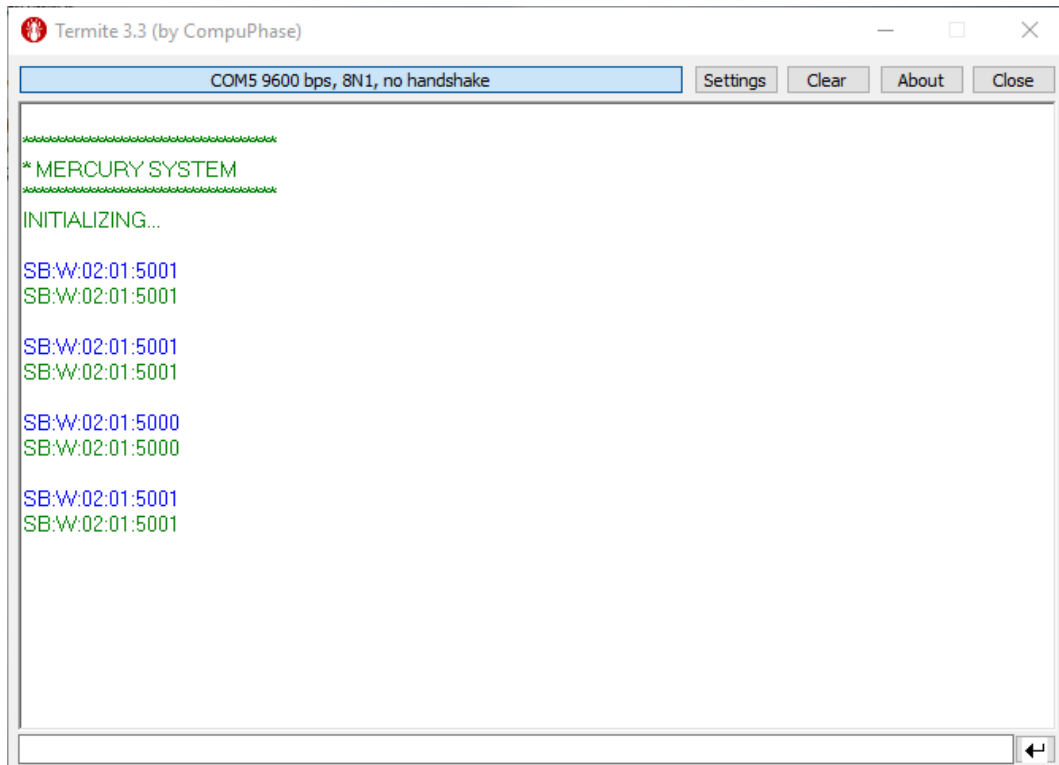 Termite 3.3 (by CompuPhase)
COM5 9600 bps, 8N1, no handshake Settings Clear About Close
************************************
* MERCURY SYSTEM
************************************
INITIALIZING...
SB:W:02:01:5001
SB:W:02:01:5001
SB:W:02:01:5001
SB:W:02:01:5001
SB:W:02:01:5000
SB:W:02:01:5000
SB:W:02:01:5001
SB:W:02:01:5001